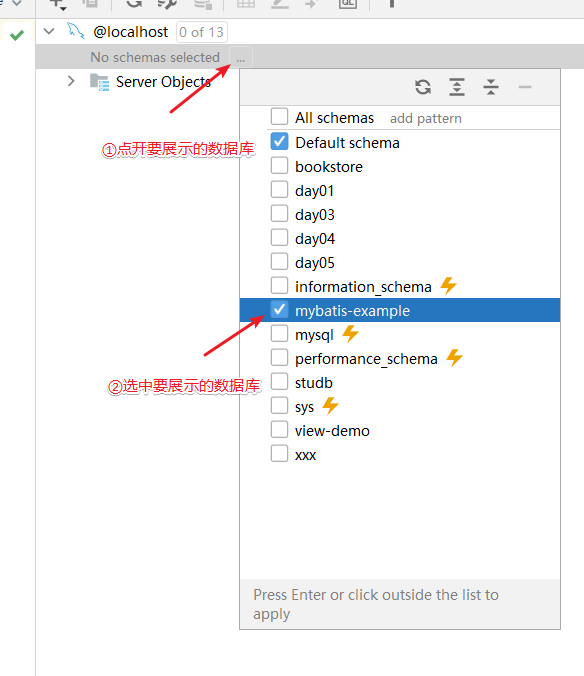 @localhost 0 of 13
No schemas selected ...
Server Objects
①点开要展示的数据库
②选中要展示的数据库
All schemas add pattern
Default schema
bookstore
day01
day03
day04
day05
information_schema
mybatis-example
mysql
performance_schema
studb
sys
view-demo
xxx
Press Enter or click outside the list to
apply